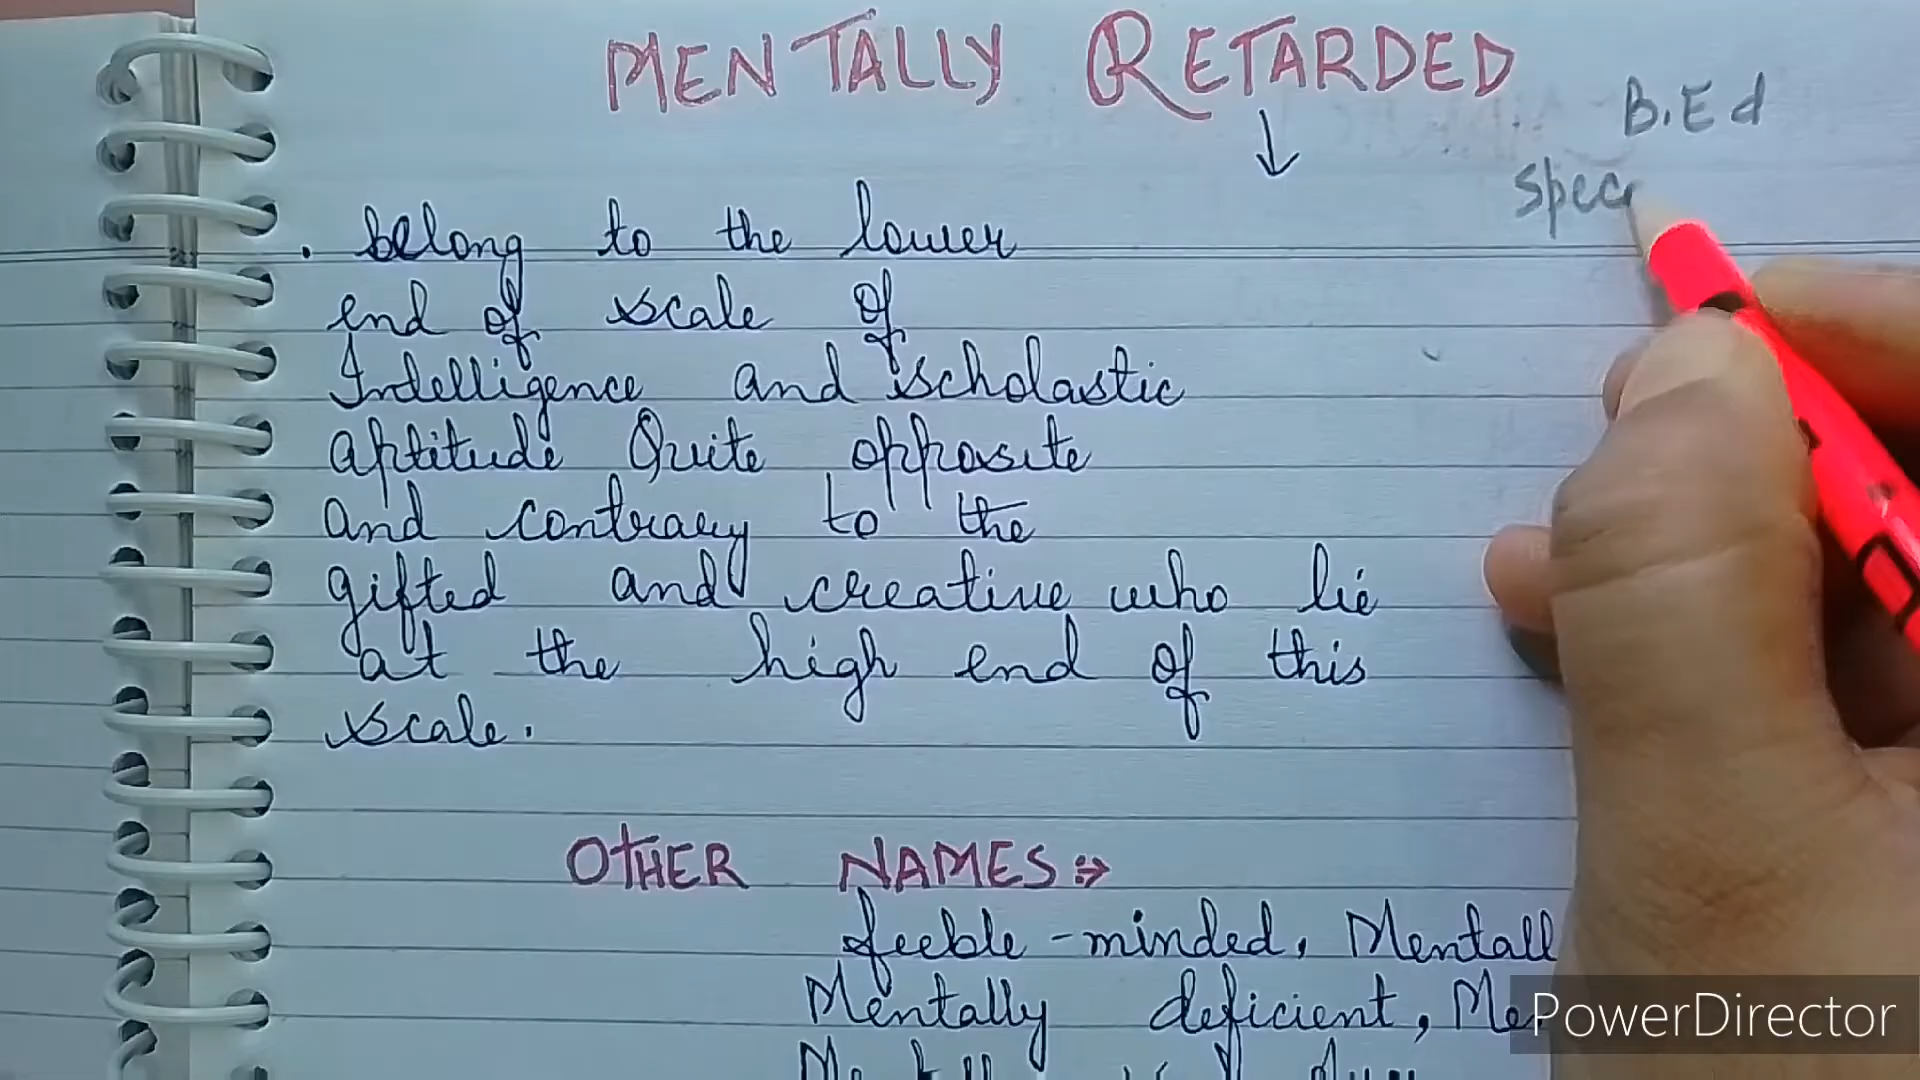 MENTALLY RETARDED
B.Ed
spec
. belong to the lower
end of scale of
Intelligence and scholastic
aptitude Quite opposite
and contrary to the
gifted and creative who lie
at the high end of this
scale.
OTHER NAMES :->
feeble-minded, Mentall
Mentally deficient, Me
PowerDirector